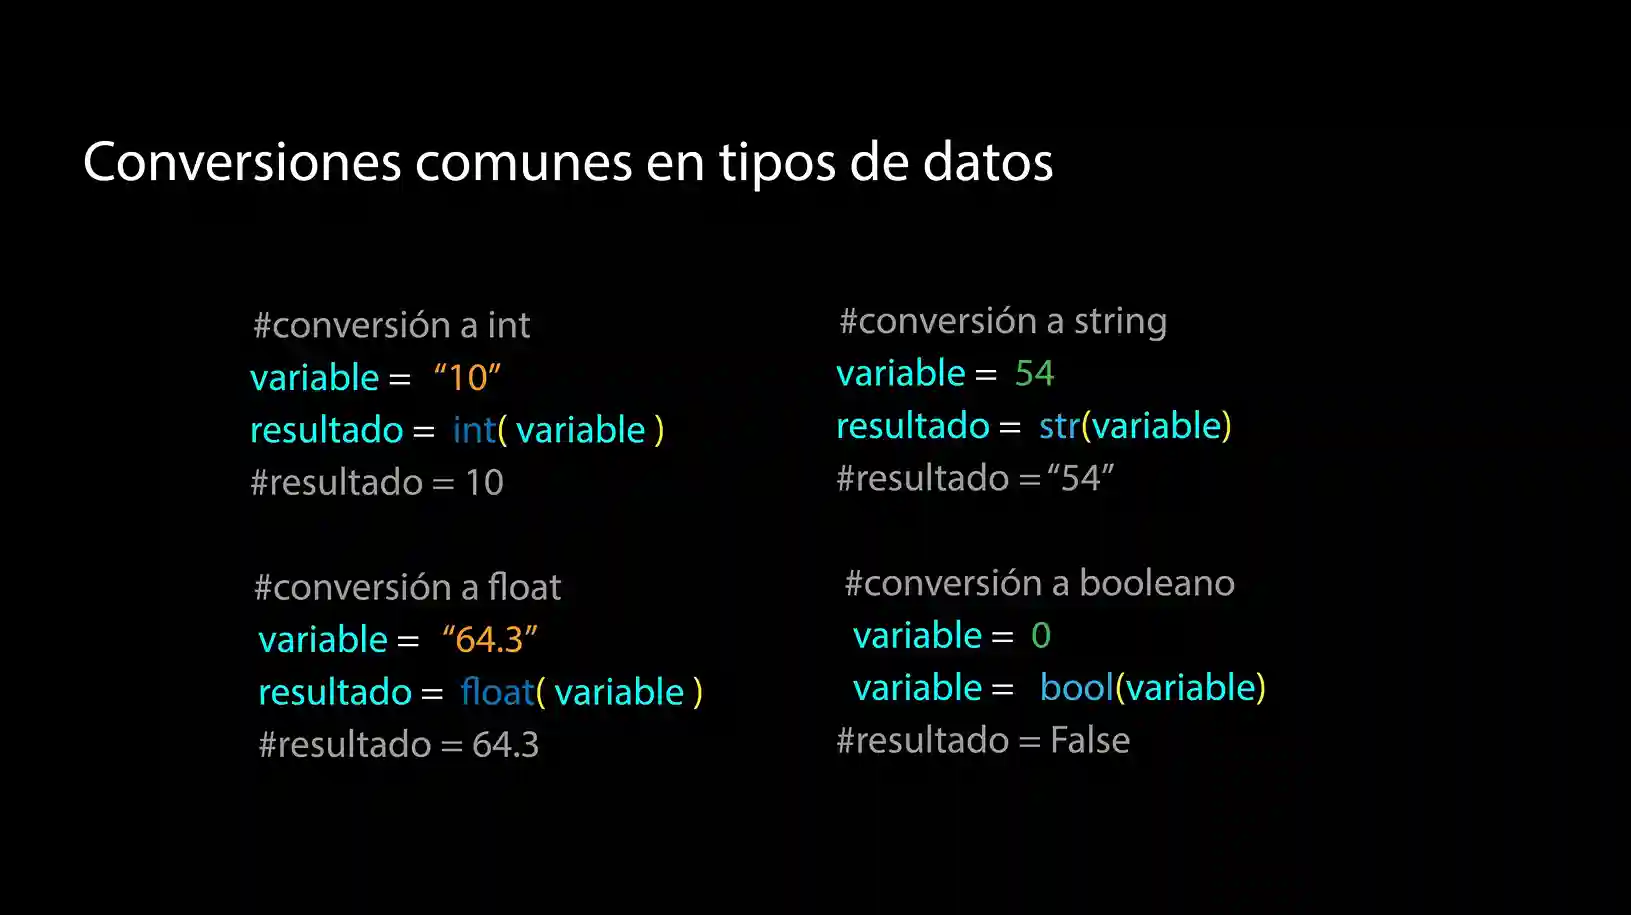 Conversiones comunes en tipos de datos
#conversión a int
variable = “10”
resultado = int( variable )
#resultado = 10
#conversión a float
variable = “64.3”
resultado = float( variable )
#resultado = 64.3
#conversión a string
variable = 54
resultado = str(variable)
#resultado = “54”
#conversión a booleano
variable = 0
variable = bool(variable)
#resultado = False